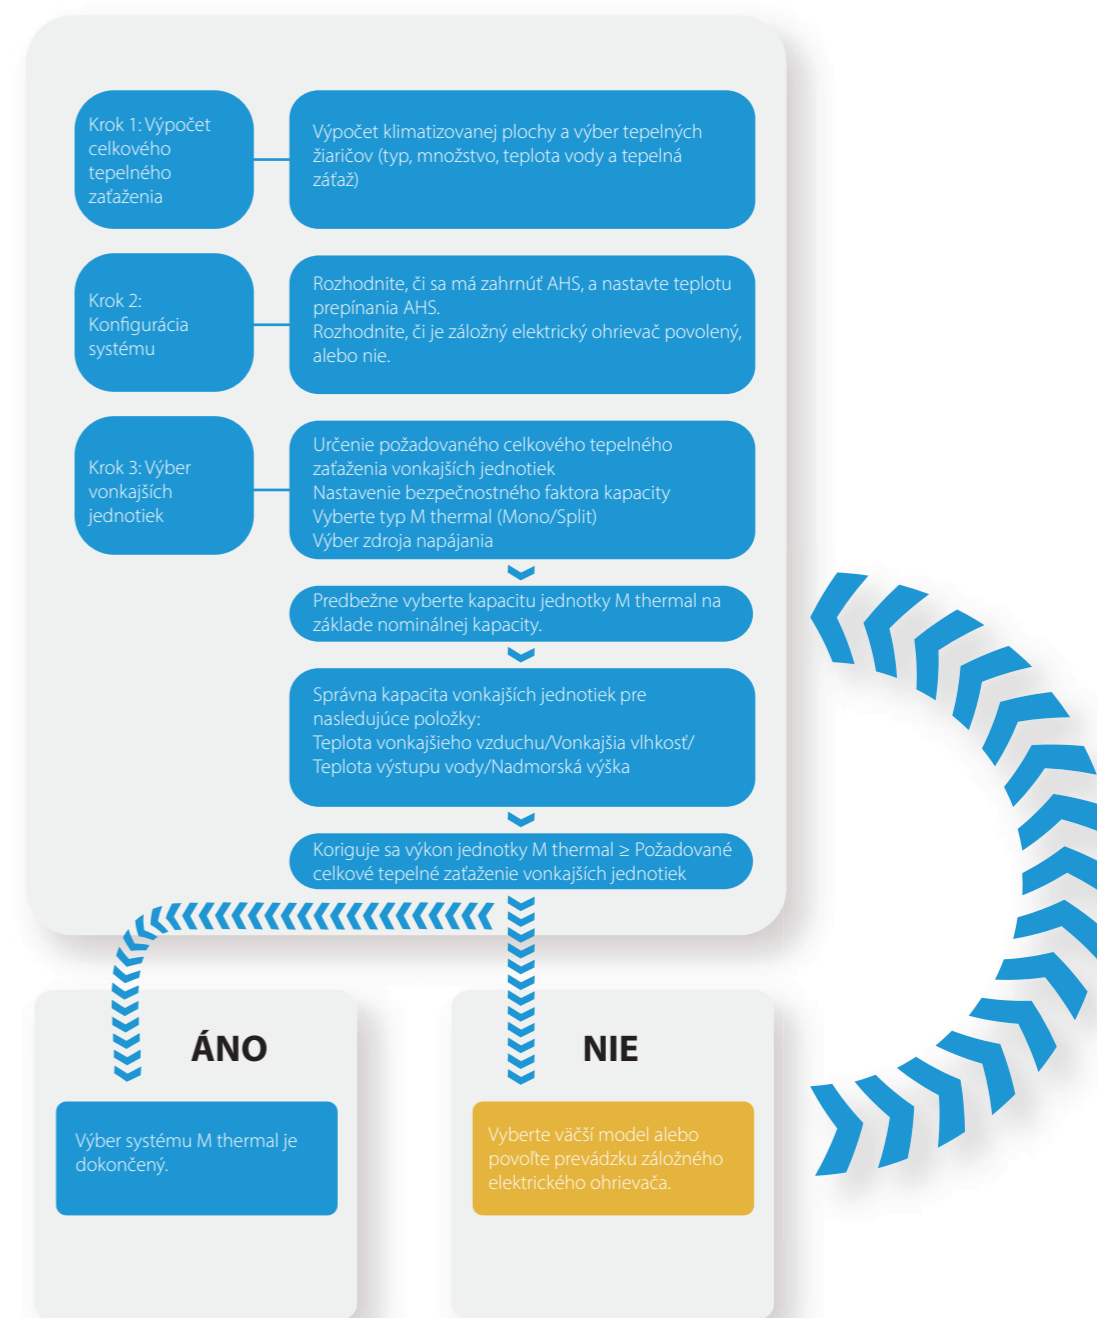 Krok 1: Výpočet
celkového
tepelného
zaťaženia
Výpočet klimatizovanej plochy a výber tepelných
žiaričov (typ, množstvo, teplota vody a tepelná
záťaž)
Krok 2:
Konfigurácia
systému
Rozhodnite, či sa má zahrnúť AHS, a nastavte teplotu
prepínania AHS.
Rozhodnite, či je záložný elektrický ohrievač povolený,
alebo nie.
Krok 3: Výber
vonkajších
jednotiek
Určenie požadovaného celkového tepelného
zaťaženia vonkajších jednotiek
Nastavenie bezpečnostného faktora kapacity
Vyberte typ M thermal (Mono/Split)
Výber zdroja napájania
Predbežne vyberte kapacitu jednotky M thermal na
základe nominálnej kapacity.
Správna kapacita vonkajších jednotiek pre
nasledujúce položky:
Teplota vonkajšieho vzduchu/Vonkajšia vlhkosť/
Teplota výstupu vody/Nadmorská výška
Koriguje sa výkon jednotky M thermal ≥ Požadované
celkové tepelné zaťaženie vonkajších jednotiek
ÁNO
Výber systému M thermal je
dokončený.
NIE
Vyberte väčší model alebo
povoľte prevádzku záložného
elektrického ohrievača.